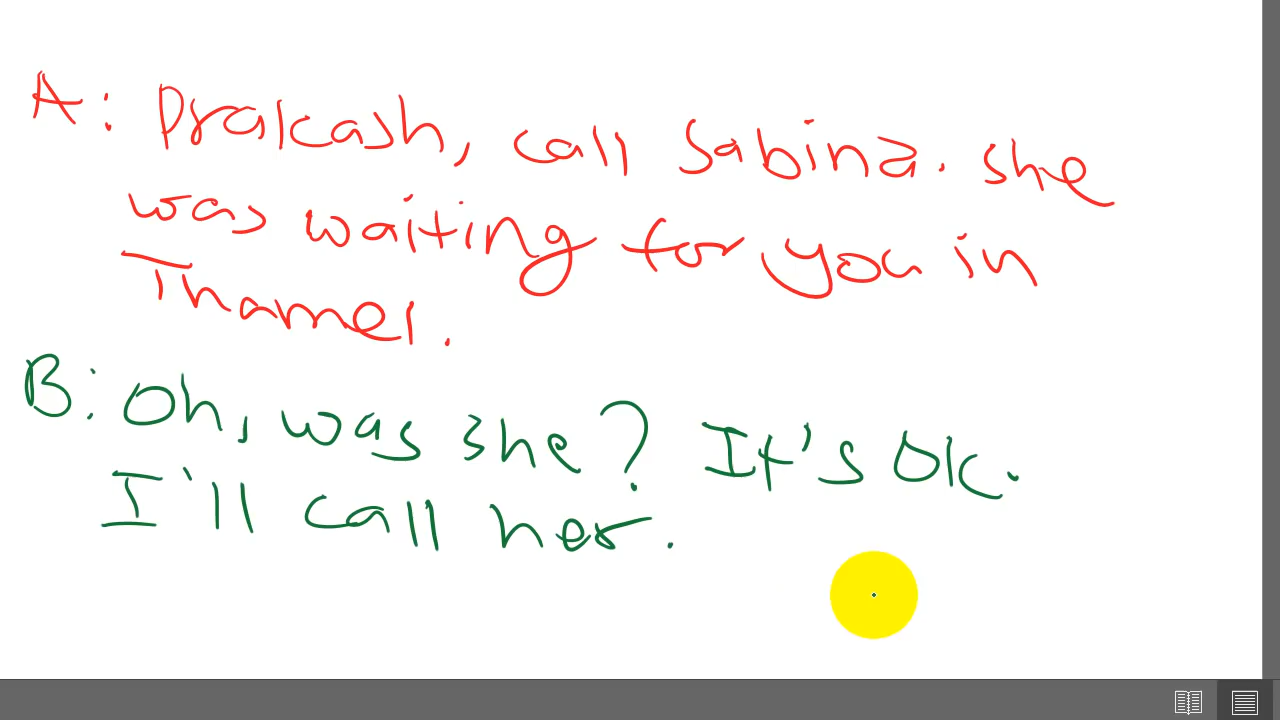 A: Prakash, call Sabina. She
was waiting for you in
Thamel.
B: Oh, was she? It's OK.
I'll call her.